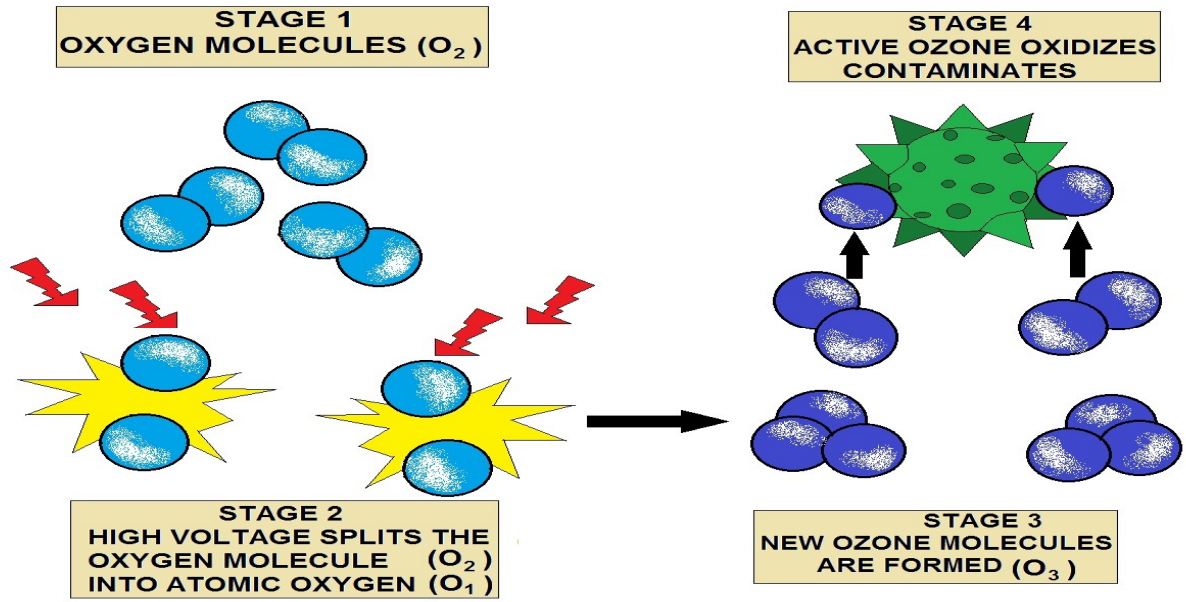 STAGE 1
OXYGEN MOLECULES (O₂)
STAGE 2
HIGH VOLTAGE SPLITS THE
OXYGEN MOLECULE (O₂)
INTO ATOMIC OXYGEN (O₁)
STAGE 3
NEW OZONE MOLECULES
ARE FORMED (O₃)
STAGE 4
ACTIVE OZONE OXIDIZES
CONTAMINATES